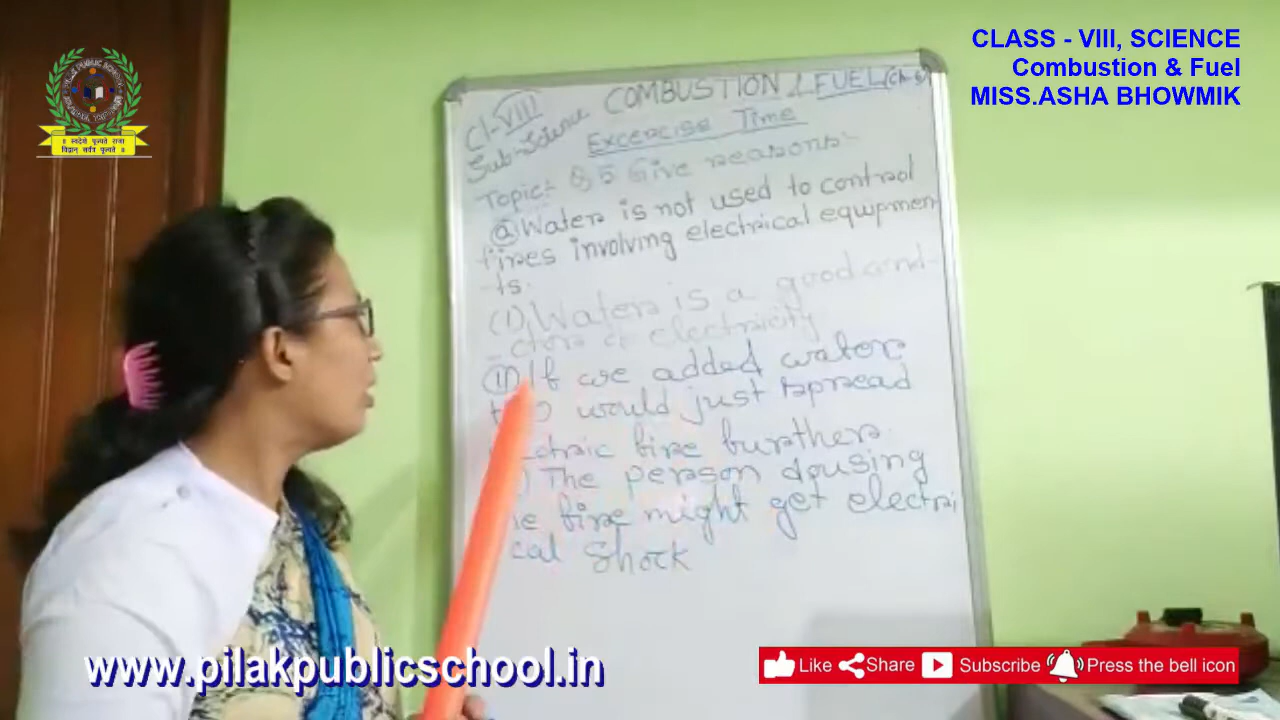 CLASS - VIII, SCIENCE
Combustion & Fuel
MISS.ASHA BHOWMIK
Cl-VIII
Sub-Science
COMBUSTION & FUEL (Ch-6)
Excercise Time
Topic:- Q5 Give reasons:-
(a) Water is not used to control
fires involving electrical equipmen-
ts.
(I) Water is a good cond-
-ctor of electricity
(II) If we added water
would just spread
fire further.
The person dousing
fire might get electri
cal shock
www.pilakpublicschool.in
Like Share Subscribe Press the bell icon